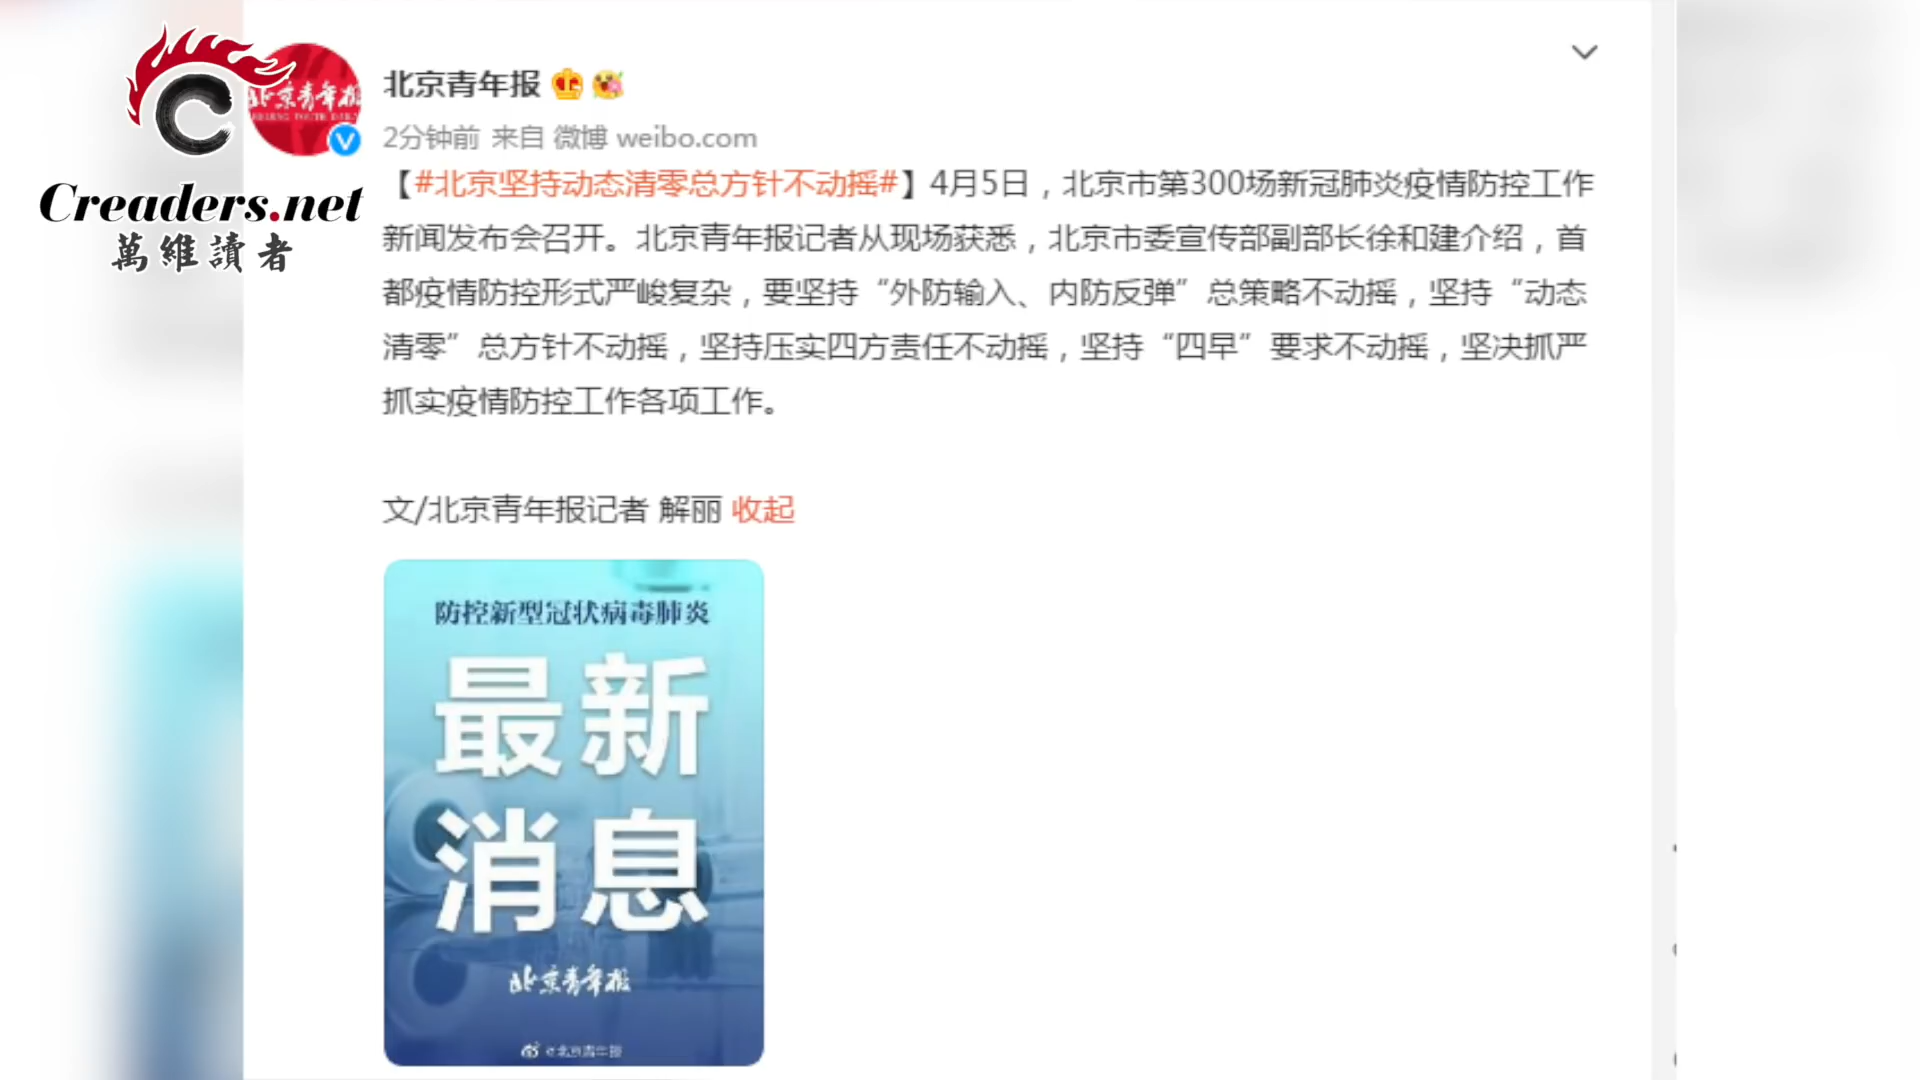 Creaders.net
萬維讀者
北京青年报
北京青年报
2分钟前 来自 微博 weibo.com
【#北京坚持动态清零总方针不动摇#】4月5日，北京市第300场新冠肺炎疫情防控工作
新闻发布会召开。北京青年报记者从现场获悉，北京市委宣传部副部长徐和建介绍，首
都疫情防控形式严峻复杂，要坚持“外防输入、内防反弹”总策略不动摇，坚持“动态
清零”总方针不动摇，坚持压实四方责任不动摇，坚持“四早”要求不动摇，坚决抓严
抓实疫情防控工作各项工作。
文/北京青年报记者 解丽 收起
防控新型冠状病毒肺炎
最新
消息
北京青年报
@北京青年报